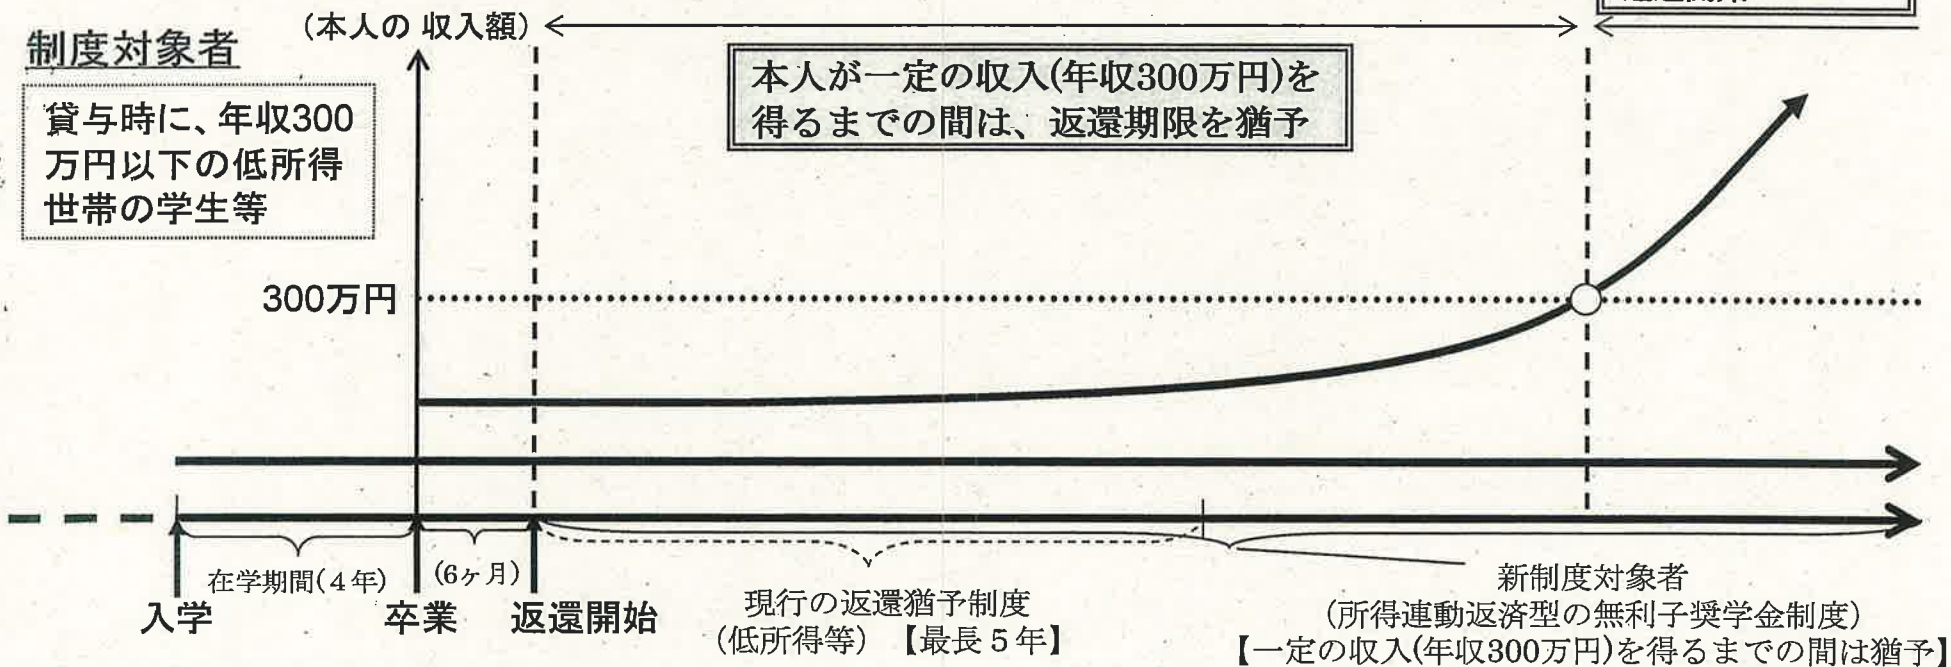 (本人の 収入額)
制度対象者
貸与時に、年収300
万円以下の低所得
世帯の学生等
本人が一定の収入(年収300万円)を
得るまでの間は、返還期限を猶予
300万円
在学期間(4年)
(6ヶ月)
入学
卒業
返還開始
現行の返還猶予制度
(低所得等) 【最長5年】
新制度対象者
(所得連動返済型の無利子奨学金制度)
【一定の収入(年収300万円)を得るまでの間は猶予】